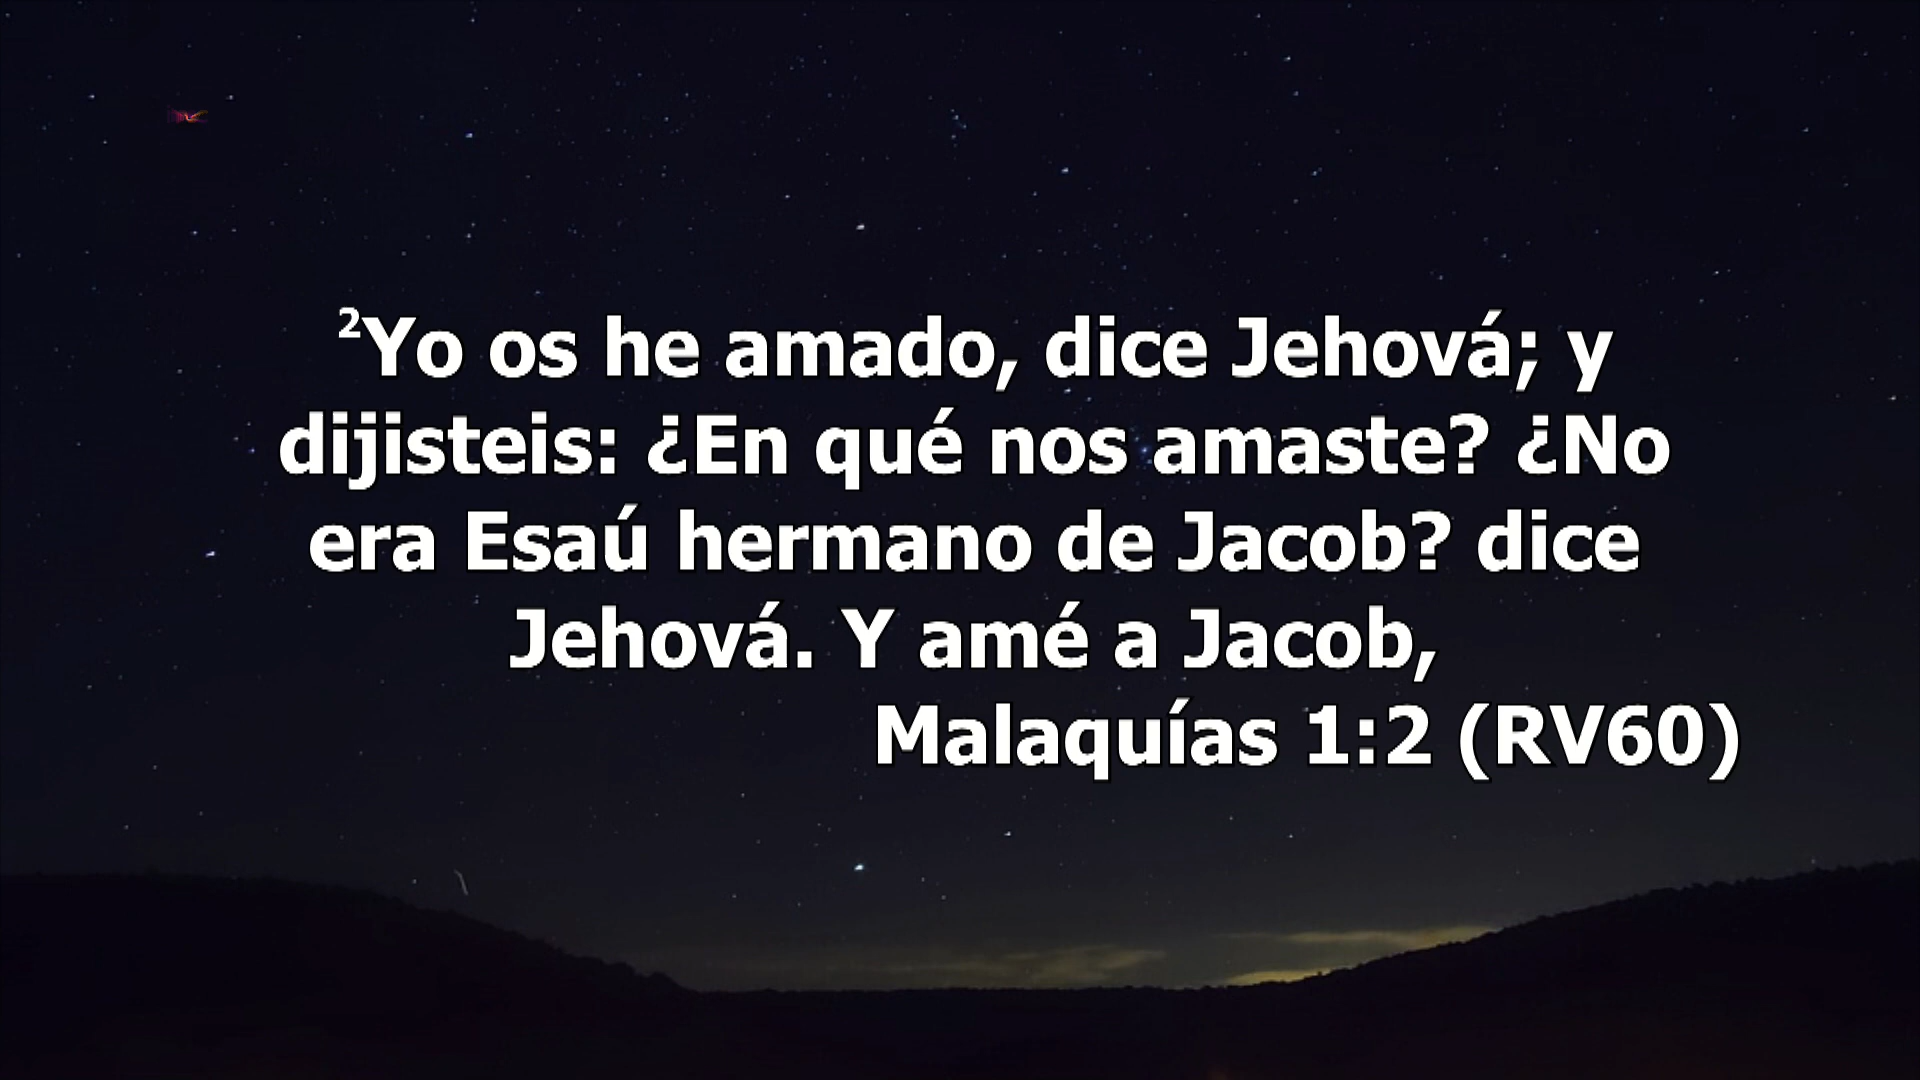 ²Yo os he amado, dice Jehová; y
dijisteis: ¿En qué nos amaste? ¿No
era Esaú hermano de Jacob? dice
Jehová. Y amé a Jacob,
Malaquías 1:2 (RV60)